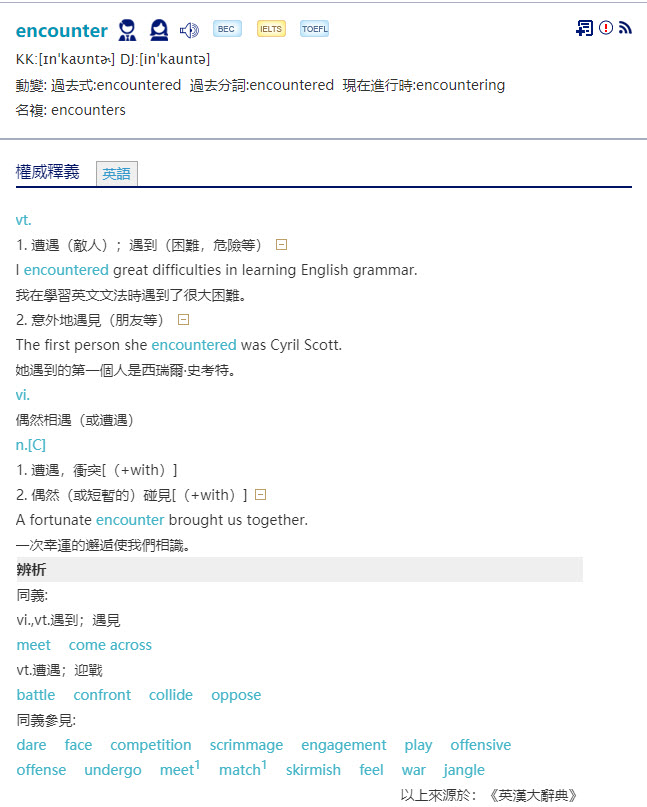 encounter BEC IELTS TOEFL
KK:[ɪn'kaʊntɚ] DJ:[in'kauntə]
動變: 過去式:encountered 過去分詞:encountered 現在進行時:encountering
名複: encounters
權威釋義 英語
vt.
1. 遭遇（敵人）；遇到（困難，危險等）
I encountered great difficulties in learning English grammar.
我在學習英文文法時遇到了很大困難。
2. 意外地遇見（朋友等）
The first person she encountered was Cyril Scott.
她遇到的第一個人是西瑞爾·史考特。
vi.
偶然相遇（或遭遇）
n.[C]
1. 遭遇，衝突[（+with）]
2. 偶然（或短暫的）碰見[（+with）]
A fortunate encounter brought us together.
一次幸運的邂逅使我們相識。
辨析
同義:
vi.,vt.遇到；遇見
meet come across
vt.遭遇；迎戰
battle confront collide oppose
同義參見:
dare face competition scrimmage engagement play offensive
offense undergo meet1 match1 skirmish feel war jangle
以上來源於：《英漢大辭典》